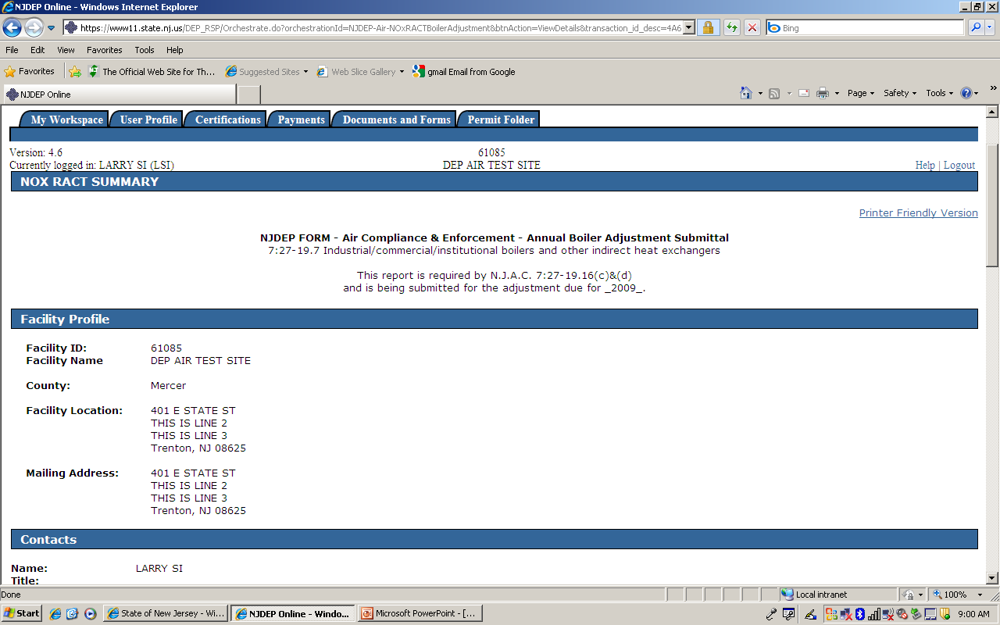 NJDEP Online - Windows Internet Explorer
https://www11.state.nj.us/DEP_RSP/Orchestrate.do?orchestrationId=NJDEP-Air-NOxRACTBoilerAdjustment&btnAction=ViewDetails&transaction_id_desc=4A6
Bing
File Edit View Favorites Tools Help
Favorites The Official Web Site for Th... Suggested Sites Web Slice Gallery gmail Email from Google
NJDEP Online Page Safety Tools »
My Workspace User Profile Certifications Payments Documents and Forms Permit Folder
Version: 4.6 61085
Currently logged in: LARRY SI (LSI) DEP AIR TEST SITE Help | Logout
NOX RACT SUMMARY
Printer Friendly Version
NJDEP FORM - Air Compliance & Enforcement - Annual Boiler Adjustment Submittal
7:27-19.7 Industrial/commercial/institutional boilers and other indirect heat exchangers
This report is required by N.J.A.C. 7:27-19.16(c)&(d)
and is being submitted for the adjustment due for _2009_.
Facility Profile
Facility ID: 61085
Facility Name DEP AIR TEST SITE
County: Mercer
Facility Location: 401 E STATE ST
THIS IS LINE 2
THIS IS LINE 3
Trenton, NJ 08625
Mailing Address: 401 E STATE ST
THIS IS LINE 2
THIS IS LINE 3
Trenton, NJ 08625
Contacts
Name: LARRY SI
Title:
Done Local intranet 100%
Start State of New Jersey - Wi... NJDEP Online - Windo... Microsoft PowerPoint - [... 9:00 AM